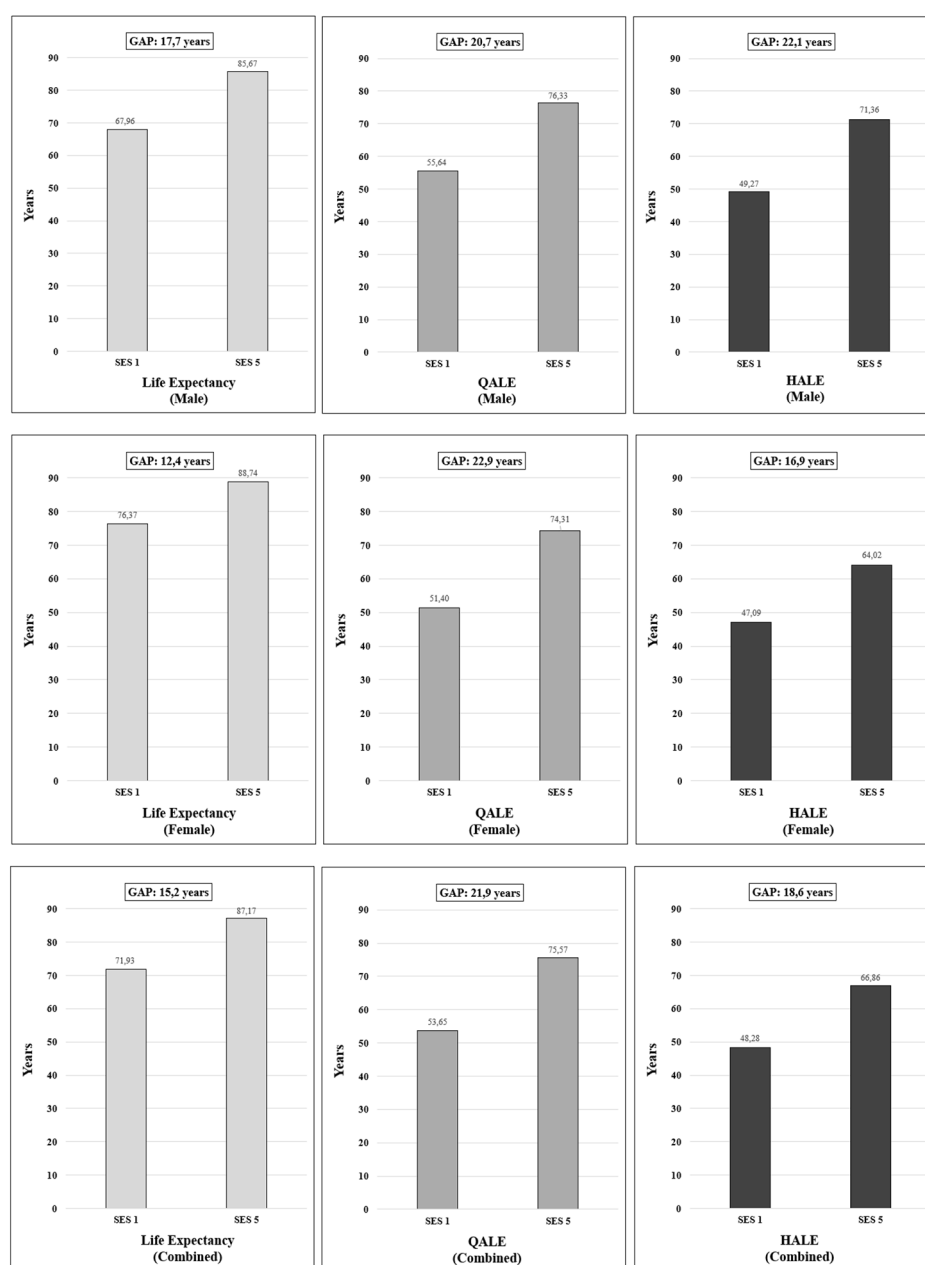 GAP: 17,7 years
90
80
70
60
50
40
30
20
10
0
Years
67,96
85,67
SES 1
SES 5
Life Expectancy
(Male)
GAP: 20,7 years
90
80
70
60
50
40
30
20
10
0
Years
55,64
76,33
SES 1
SES 5
QALE
(Male)
GAP: 22,1 years
90
80
70
60
50
40
30
20
10
0
Years
49,27
71,36
SES 1
SES 5
HALE
(Male)
GAP: 12,4 years
90
80
70
60
50
40
30
20
10
0
Years
76,37
88,74
SES 1
SES 5
Life Expectancy
(Female)
GAP: 22,9 years
90
80
70
60
50
40
30
20
10
0
Years
51,40
74,31
SES 1
SES 5
QALE
(Female)
GAP: 16,9 years
90
80
70
60
50
40
30
20
10
0
Years
47,09
64,02
SES 1
SES 5
HALE
(Female)
GAP: 15,2 years
90
80
70
60
50
40
30
20
10
0
Years
71,93
87,17
SES 1
SES 5
Life Expectancy
(Combined)
GAP: 21,9 years
90
80
70
60
50
40
30
20
10
0
Years
53,65
75,57
SES 1
SES 5
QALE
(Combined)
GAP: 18,6 years
90
80
70
60
50
40
30
20
10
0
Years
48,28
66,86
SES 1
SES 5
HALE
(Combined)